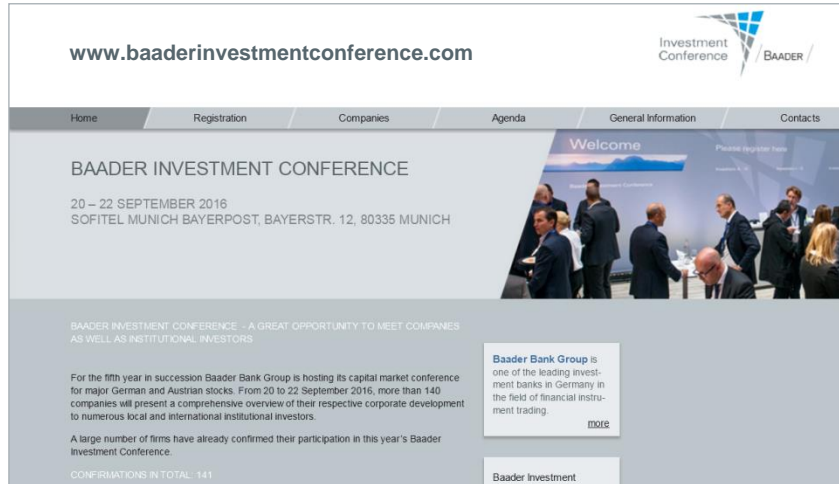 www.baaderinvestmentconference.com
Investment
Conference
BAADER
Home Registration Companies Agenda General Information Contacts
BAADER INVESTMENT CONFERENCE
20 – 22 SEPTEMBER 2016
SOFITEL MUNICH BAYERPOST, BAYERSTR. 12, 80335 MUNICH
Welcome
Please register here
BAADER INVESTMENT CONFERENCE - A GREAT OPPORTUNITY TO MEET COMPANIES
AS WELL AS INSTITUTIONAL INVESTORS
For the fifth year in succession Baader Bank Group is hosting its capital market conference
for major German and Austrian stocks. From 20 to 22 September 2016, more than 140
companies will present a comprehensive overview of their respective corporate development
to numerous local and international institutional investors.
A large number of firms have already confirmed their participation in this year's Baader
Investment Conference.
CONFIRMATIONS IN TOTAL: 141
Baader Bank Group is
one of the leading invest-
ment banks in Germany in
the field of financial instru-
ment trading.
more
Baader Investment